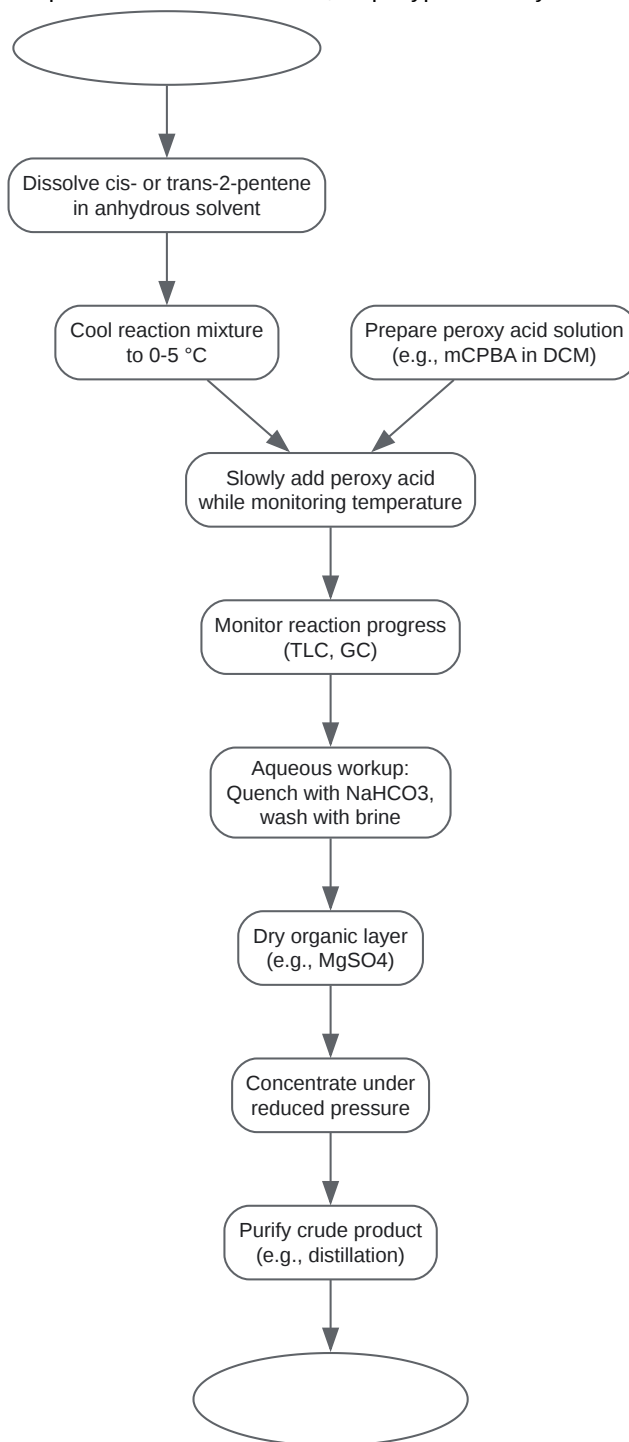 Dissolve cis- or trans-2-pentene
in anhydrous solvent
Cool reaction mixture
to 0-5 °C
Prepare peroxy acid solution
(e.g., mCPBA in DCM)
Slowly add peroxy acid
while monitoring temperature
Monitor reaction progress
(TLC, GC)
Aqueous workup:
Quench with NaHCO3,
wash with brine
Dry organic layer
(e.g., MgSO4)
Concentrate under
reduced pressure
Purify crude product
(e.g., distillation)